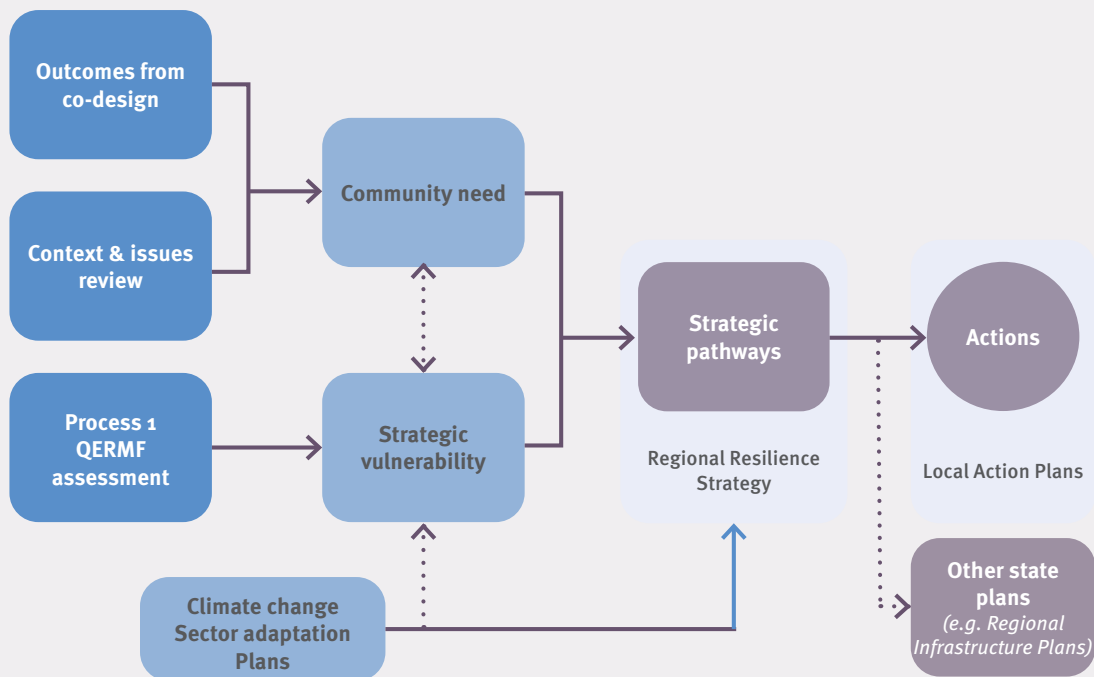 Outcomes from
co-design
Context & issues
review
Process 1
QERMF
assessment
Community need
Strategic
vulnerability
Climate change
Sector adaptation
Plans
Strategic
pathways
Regional Resilience
Strategy
Actions
Local Action Plans
Other state
plans
(e.g. Regional
Infrastructure Plans)